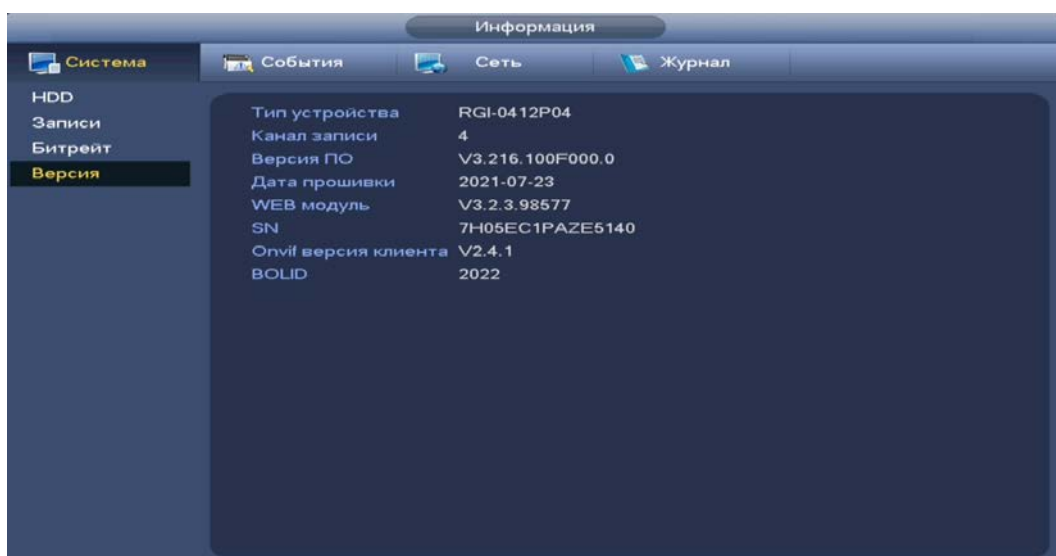 Информация
Система События Сеть Журнал
HDD
Записи
Битрейт
Версия
Тип устройства RGI-0412P04
Канал записи 4
Версия ПО V3.216.100F000.0
Дата прошивки 2021-07-23
WEB модуль V3.2.3.98577
SN 7H05EC1PAZE5140
Onvif версия клиента V2.4.1
BOLID 2022